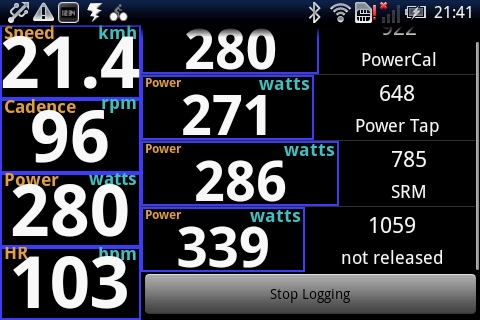 21:41
Speed kmh
21.4
Cadence rpm
96
Power watts
280
HR bpm
103
280
922
PowerCal
Power watts
271
648
Power Tap
Power watts
286
785
SRM
Power watts
339
1059
not released
Stop Logging